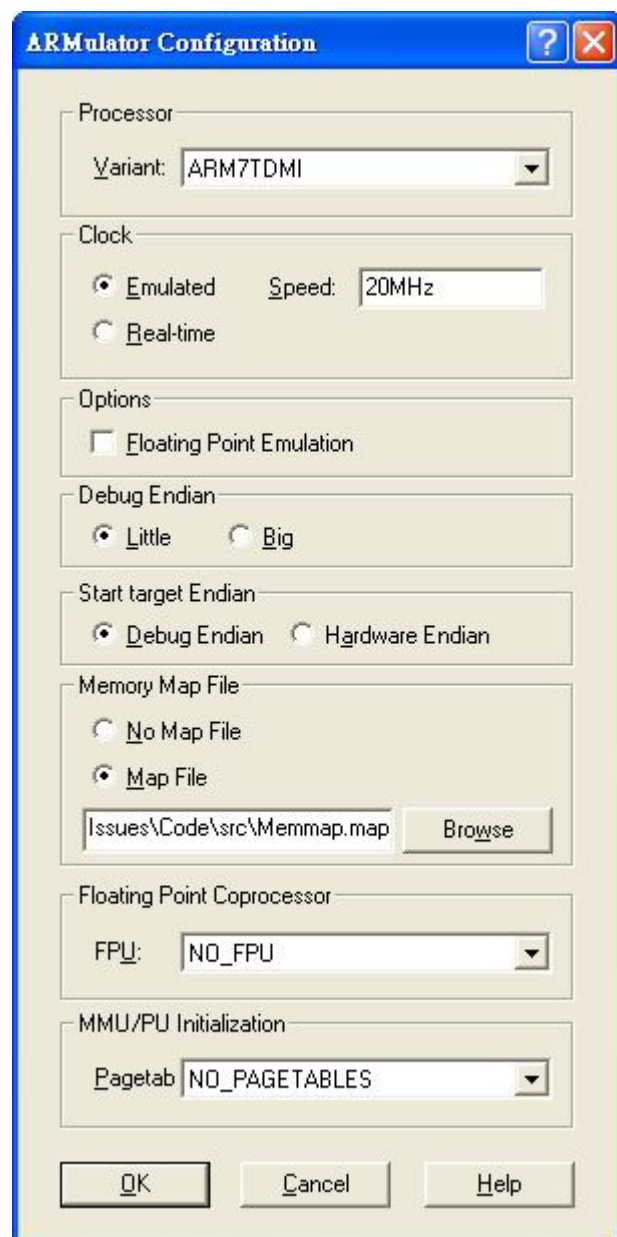 ARMulator Configuration
Processor
Variant: ARM7TDMI
Clock
Emulated Speed: 20MHz
Real-time
Options
Floating Point Emulation
Debug Endian
Little Big
Start target Endian
Debug Endian Hardware Endian
Memory Map File
No Map File
Map File
Issues\Code\src\Memmap.map Browse
Floating Point Coprocessor
FPU: NO_FPU
MMU/PU Initialization
Pagetab NO_PAGETABLES
OK Cancel Help